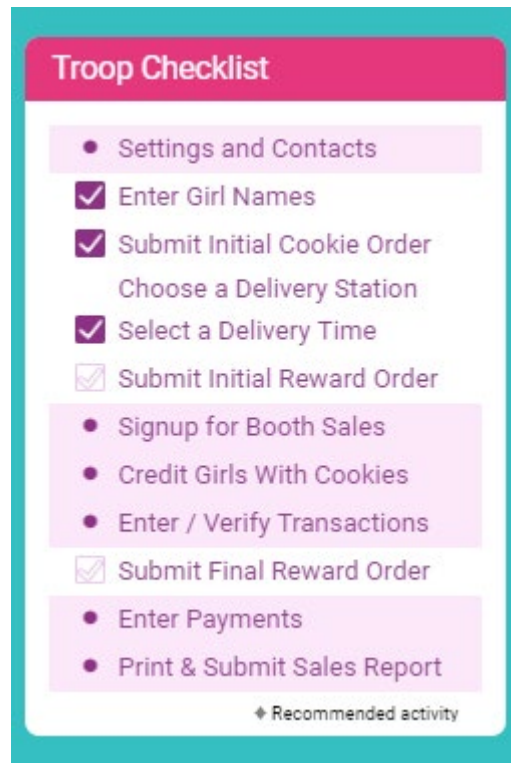 Troop Checklist
• Settings and Contacts
Enter Girl Names
Submit Initial Cookie Order
Choose a Delivery Station
Select a Delivery Time
Submit Initial Reward Order
• Signup for Booth Sales
• Credit Girls With Cookies
• Enter / Verify Transactions
Submit Final Reward Order
• Enter Payments
• Print & Submit Sales Report
♦ Recommended activity